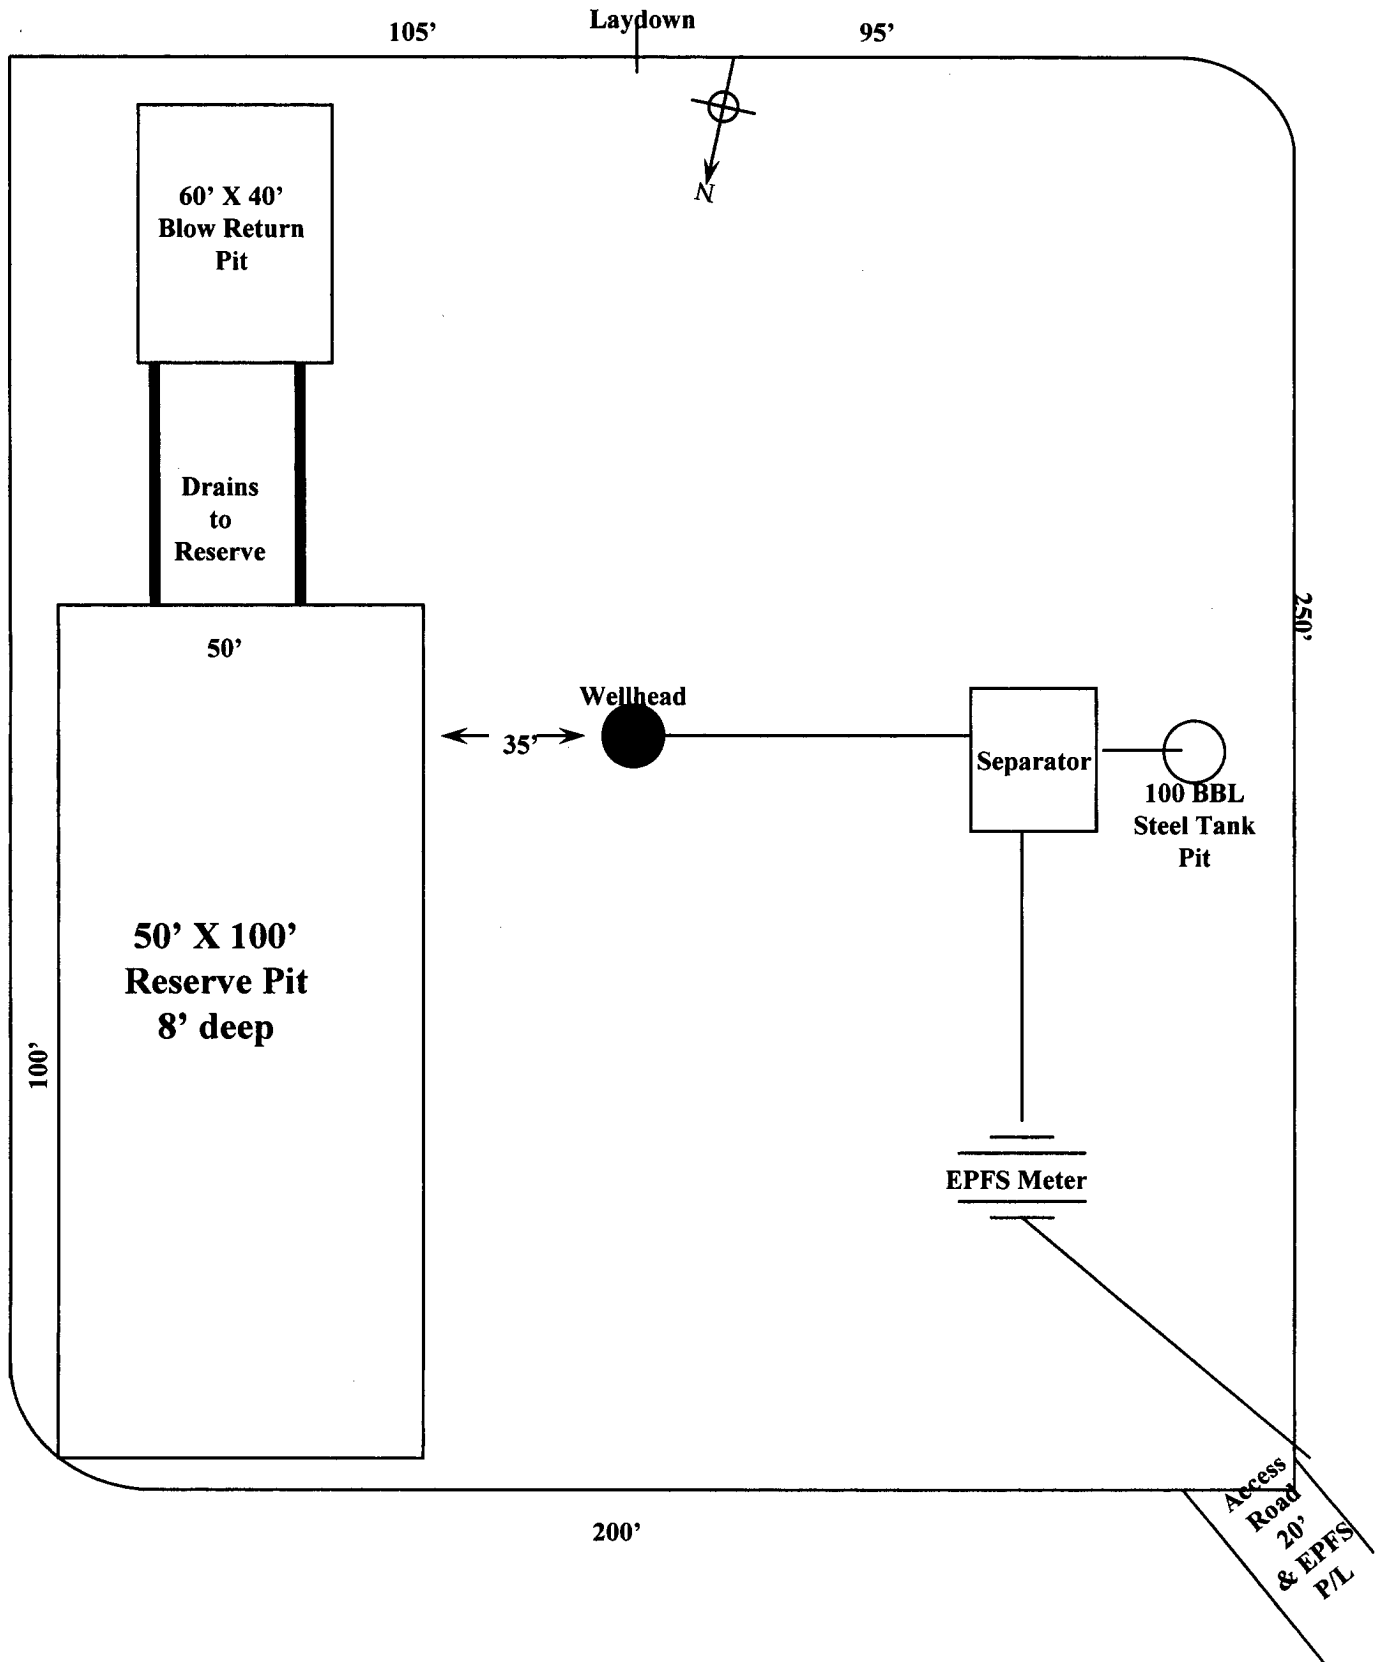 Laydown
105’
95’
N
60’ X 40’
Blow Return
Pit
Drains
to
Reserve
50’
250’
Wellhead
35’
Separator
100 BBL
Steel Tank
Pit
50’ X 100’
Reserve Pit
8’ deep
100’
EPFS Meter
Access
Road
20’
& EPFS
P/L
200’